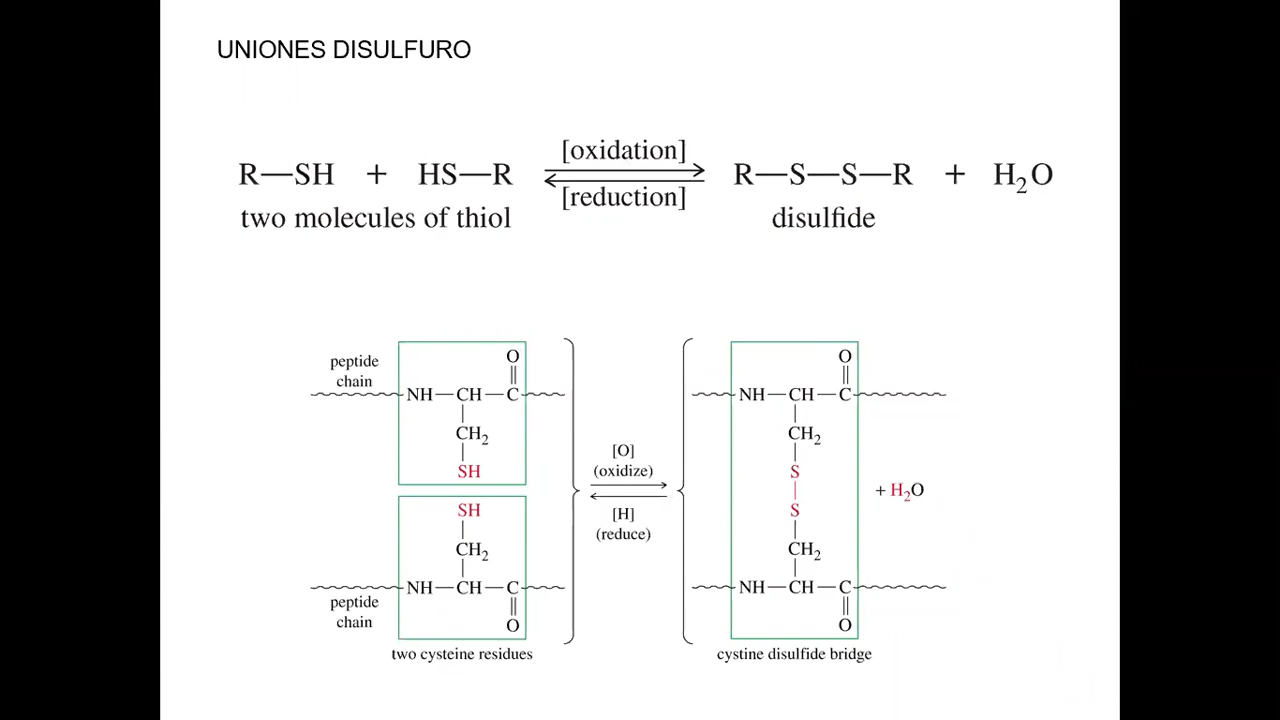 UNIONES DISULFURO
[oxidation]
R—SH + HS—R ⇌ R—S—S—R + H₂O
[reduction]
two molecules of thiol disulfide
peptide
chain
O
NH—CH—C
CH₂
SH
SH
CH₂
NH—CH—C
O
peptide
chain
two cysteine residues
[O]
(oxidize)
[H]
(reduce)
O
NH—CH—C
CH₂
S
S
CH₂
NH—CH—C
O
+ H₂O
cystine disulfide bridge